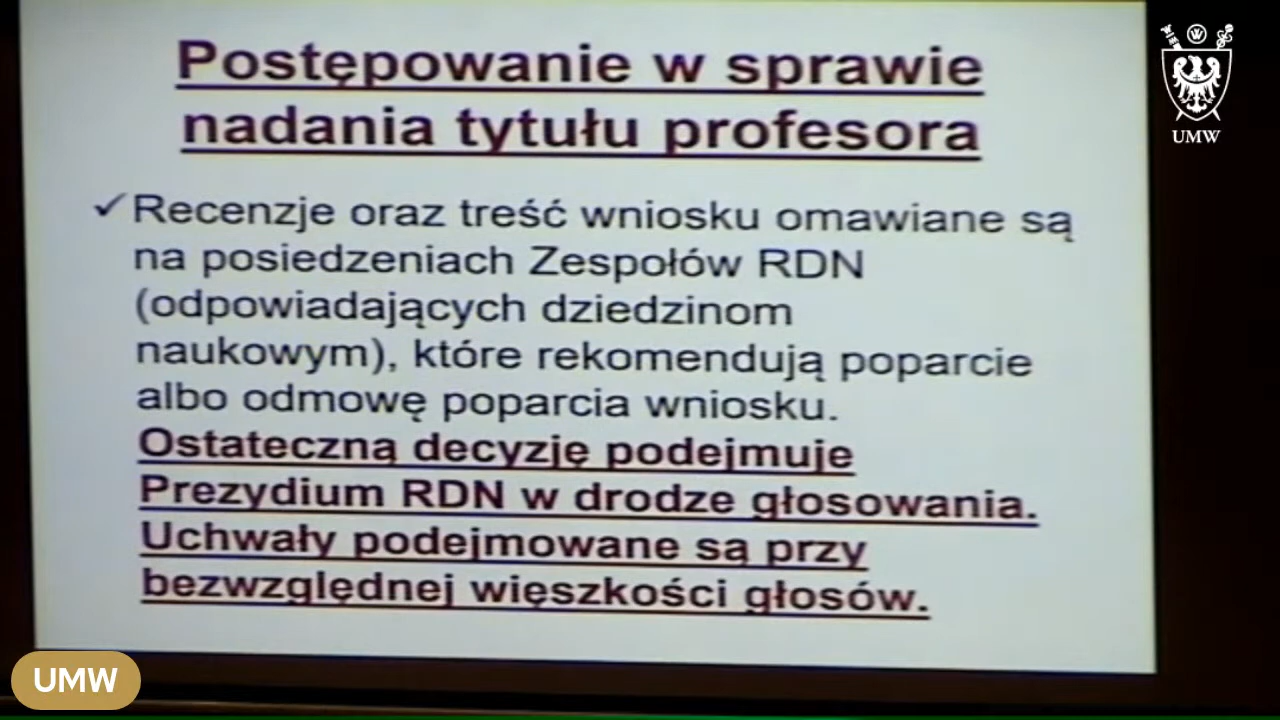 Postępowanie w sprawie
nadania tytułu profesora
✓Recenzje oraz treść wniosku omawiane są
na posiedzeniach Zespołów RDN
(odpowiadających dziedzinom
naukowym), które rekomendują poparcie
albo odmowę poparcia wniosku.
Ostateczną decyzję podejmuje
Prezydium RDN w drodze głosowania.
Uchwały podejmowane są przy
bezwzględnej więszkości głosów.
UMW
UMW